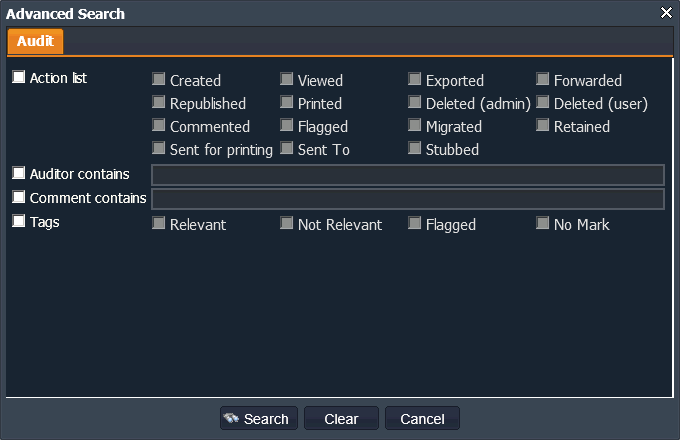 Advanced Search
Audit
Action list Created Viewed Exported Forwarded
Republished Printed Deleted (admin) Deleted (user)
Commented Flagged Migrated Retained
Sent for printing Sent To Stubbed
Auditor contains
Comment contains
Tags Relevant Not Relevant Flagged No Mark
Search Clear Cancel